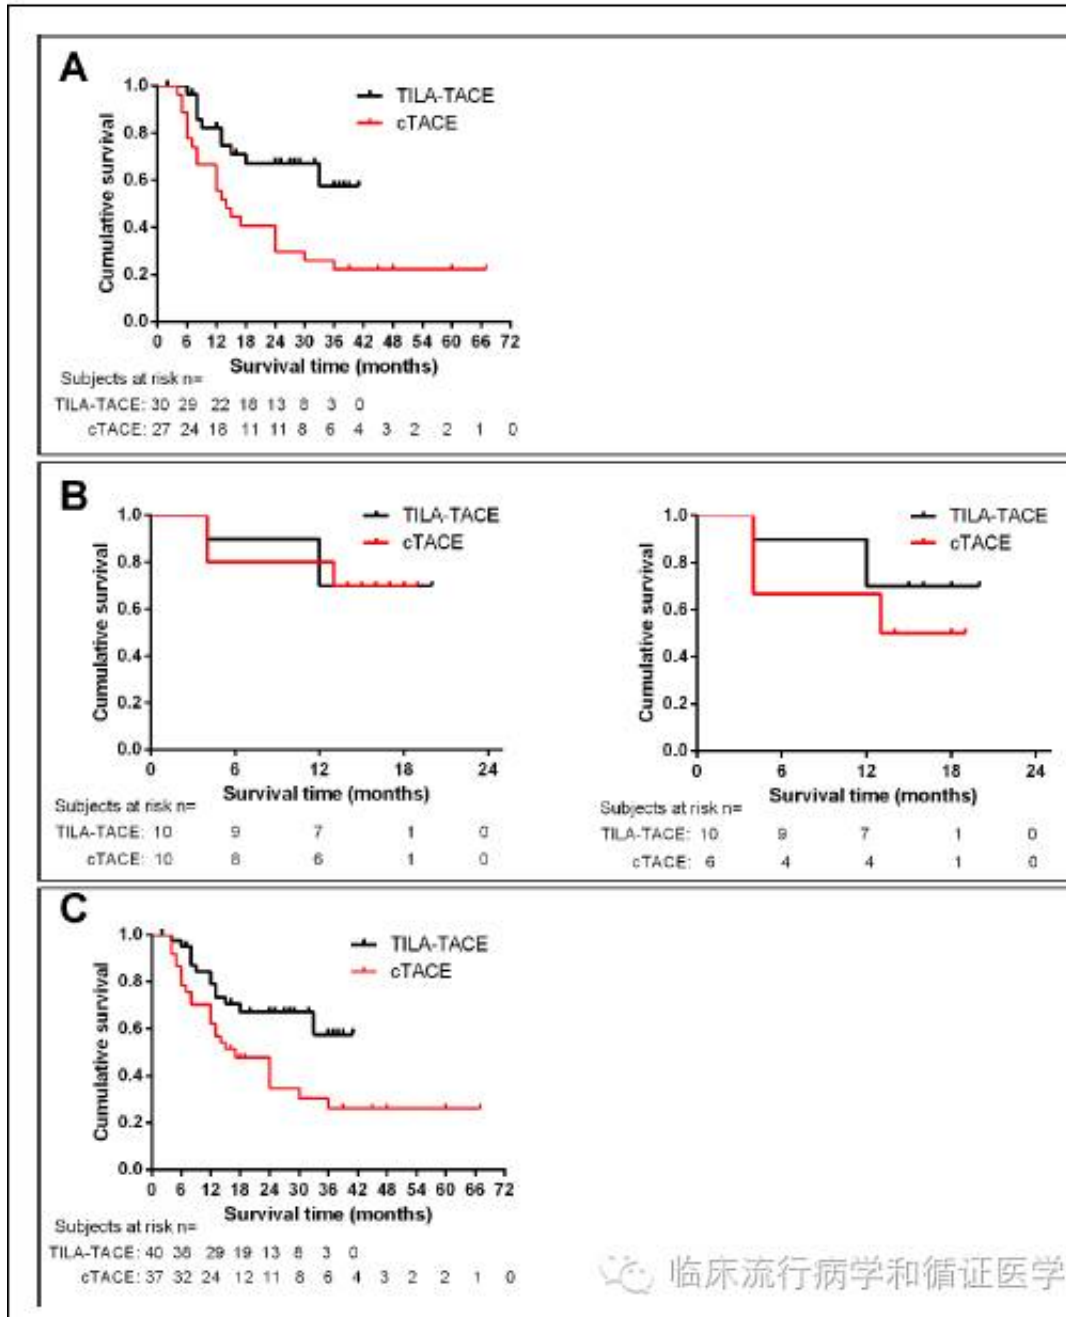 A
1.0
0.8
0.6
0.4
0.2
0.0
Cumulative survival
TILA-TACE
cTACE
0 6 12 18 24 30 36 42 48 54 60 66 72
Survival time (months)
Subjects at risk n=
TILA-TACE: 30 29 22 18 13 8 3 0
cTACE: 27 24 16 11 11 8 6 4 3 2 2 1 0
B
1.0
0.8
0.6
0.4
0.2
0.0
Cumulative survival
TILA-TACE
cTACE
0 6 12 18 24
Survival time (months)
Subjects at risk n=
TILA-TACE: 10 9 7 1 0
cTACE: 10 8 6 1 0
1.0
0.8
0.6
0.4
0.2
0.0
Cumulative survival
TILA-TACE
cTACE
0 6 12 18 24
Survival time (months)
Subjects at risk n=
TILA-TACE: 10 9 7 1 0
cTACE: 6 4 4 1 0
C
1.0
0.8
0.6
0.4
0.2
0.0
Cumulative survival
TILA-TACE
cTACE
0 6 12 18 24 30 36 42 48 54 60 66 72
Survival time (months)
Subjects at risk n=
TILA-TACE: 40 38 29 19 13 8 3 0
cTACE: 37 32 24 12 11 8 6 4 3 2 2 1 0
临床流行病学和循证医学